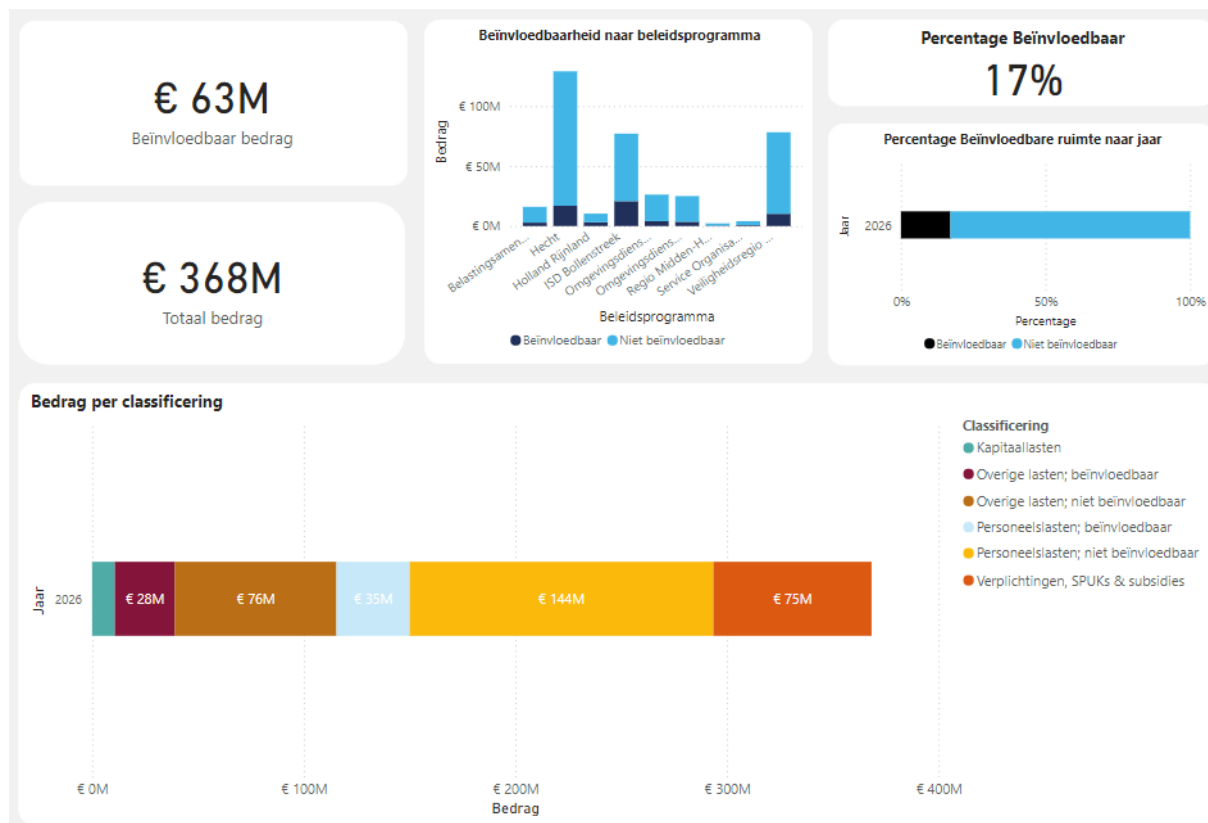 € 63M
Beïnvloedbaar bedrag
€ 368M
Totaal bedrag
Beïnvloedbaarheid naar beleidsprogramma
€ 100M
€ 50M
€ 0M
Bedrag
Belastingsamen...
Hecht
Holland Rijnland
ISD Bollenstreek
Omgevingsdiens...
Omgevingsdiens...
Regio Midden-H...
Service Organisa...
Veiligheidsregio ...
Beleidsprogramma
Beïnvloedbaar Niet beïnvloedbaar
Percentage Beïnvloedbaar
17%
Percentage Beïnvloedbare ruimte naar jaar
Jaar
2026
0% 50% 100%
Percentage
Beïnvloedbaar Niet beïnvloedbaar
Bedrag per classificering
Jaar
2026
€ 28M € 76M € 35M € 144M € 75M
€ 0M € 100M € 200M € 300M € 400M
Bedrag
Classificering
Kapitaallasten
Overige lasten; beïnvloedbaar
Overige lasten; niet beïnvloedbaar
Personeelslasten; beïnvloedbaar
Personeelslasten; niet beïnvloedbaar
Verplichtingen, SPUKs & subsidies